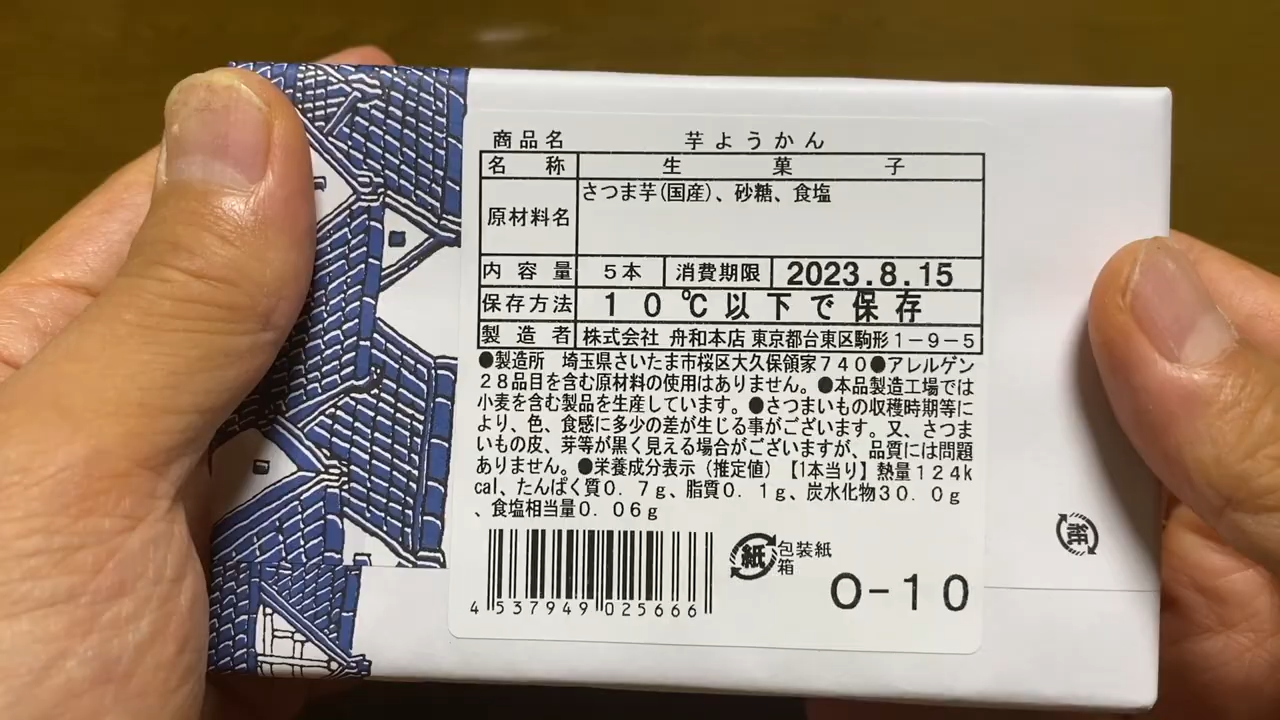 商品名 芋ようかん
名称 生菓子
原材料名 さつま芋(国産)、砂糖、食塩
内容量 5本 消費期限 2023.8.15
保存方法 10℃以下で保存
製造者 株式会社 舟和本店 東京都台東区駒形1-9-5
●製造所 埼玉県さいたま市桜区大久保領家740●アレルゲン
28品目を含む原材料の使用はありません。●本品製造工場では
小麦を含む製品を生産しています。●さつまいもの収穫時期等に
より、色、食感に多少の差が生じる事がございます。又、さつま
いもの皮、芽等が黒く見える場合がございますが、品質には問題
ありません。●栄養成分表示(推定値)【1本当り】熱量124k
cal、たんぱく質0.7g、脂質0.1g、炭水化物30.0g
、食塩相当量0.06g
紙 包装紙
箱
紙
O-10
4 537949 025666